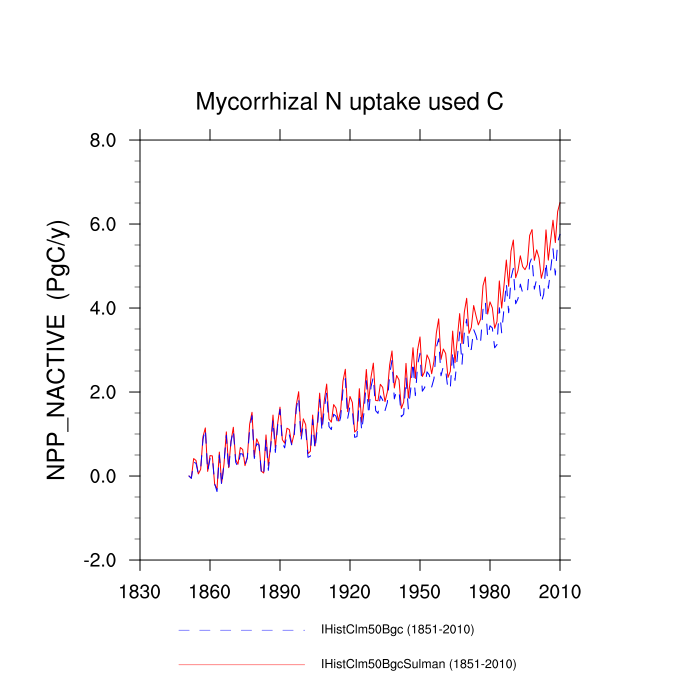 Mycorrhizal N uptake used C
NPP_NACTIVE (PgC/y)
8.0
6.0
4.0
2.0
0.0
-2.0
1830 1860 1890 1920 1950 1980 2010
IHistClm50Bgc (1851-2010)
IHistClm50BgcSulman (1851-2010)